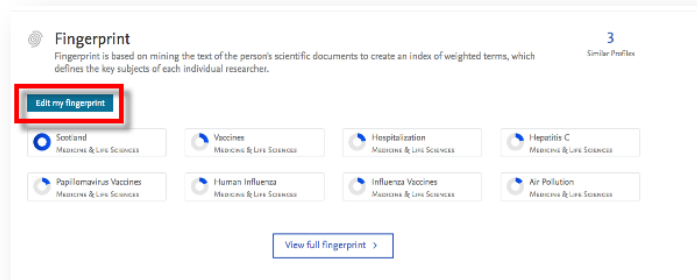 Fingerprint
3
Fingerprint is based on mining the text of the person's scientific documents to create an index of weighted terms, which
Similar Profiles
defines the key subjects of each individual researcher.
Edit my fingerprint
Scotland
Vaccines
Hospitalization
Hepatitis C
Medicine & Life Sciences
Medicine & Life Sciences
Medicine & Life Sciences
Medicine & Life Sciences
Papillomavirus Vaccines
Human Influenza
Influenza Vaccines
Air Pollution
Medicine & Life Sciences
Medicine & Life Sciences
Medicine & Life Sciences
Medicine & Life Sciences
View full fingerprint >